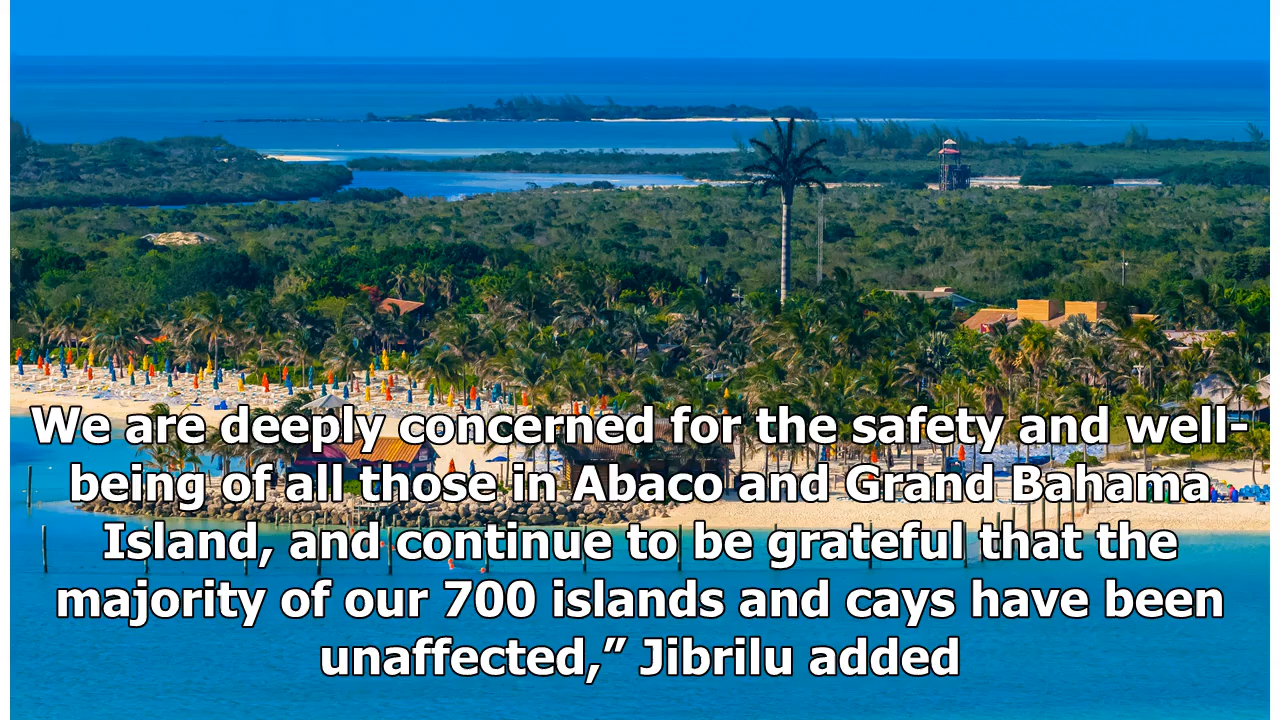 We are deeply concerned for the safety and well-
being of all those in Abaco and Grand Bahama
Island, and continue to be grateful that the
majority of our 700 islands and cays have been
unaffected,” Jibrilu added